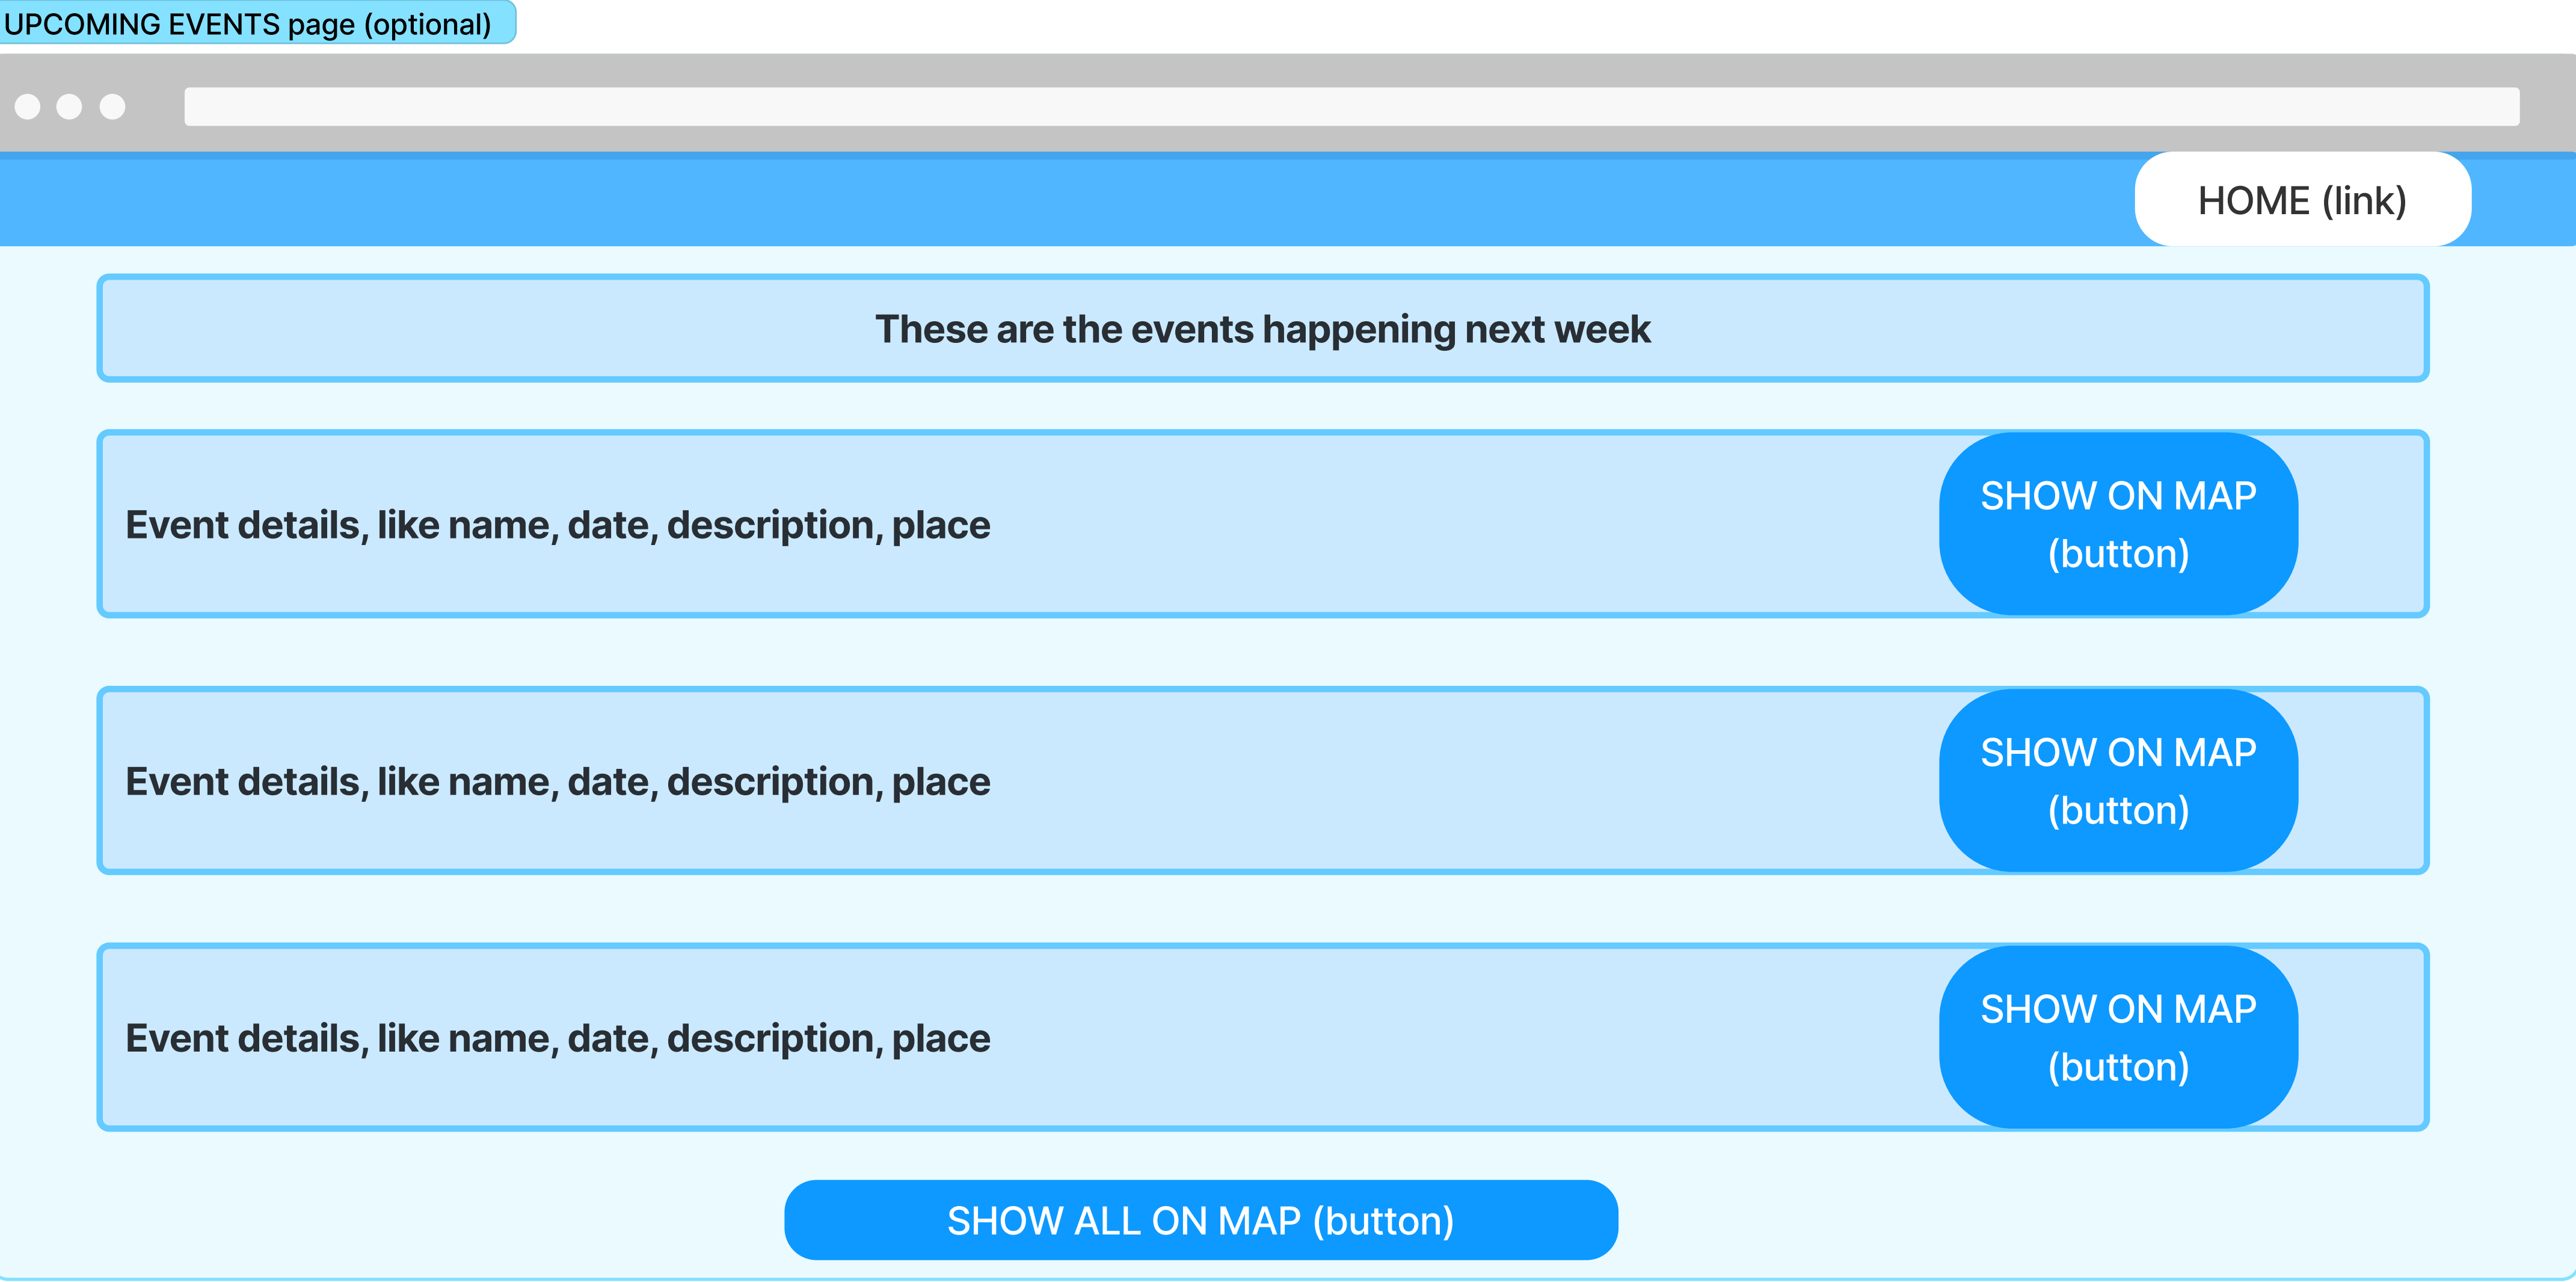 UPCOMING EVENTS page (optional)
HOME (link)
These are the events happening next week
Event details, like name, date, description, place
SHOW ON MAP
(button)
Event details, like name, date, description, place
SHOW ON MAP
(button)
Event details, like name, date, description, place
SHOW ON MAP
(button)
SHOW ALL ON MAP (button)